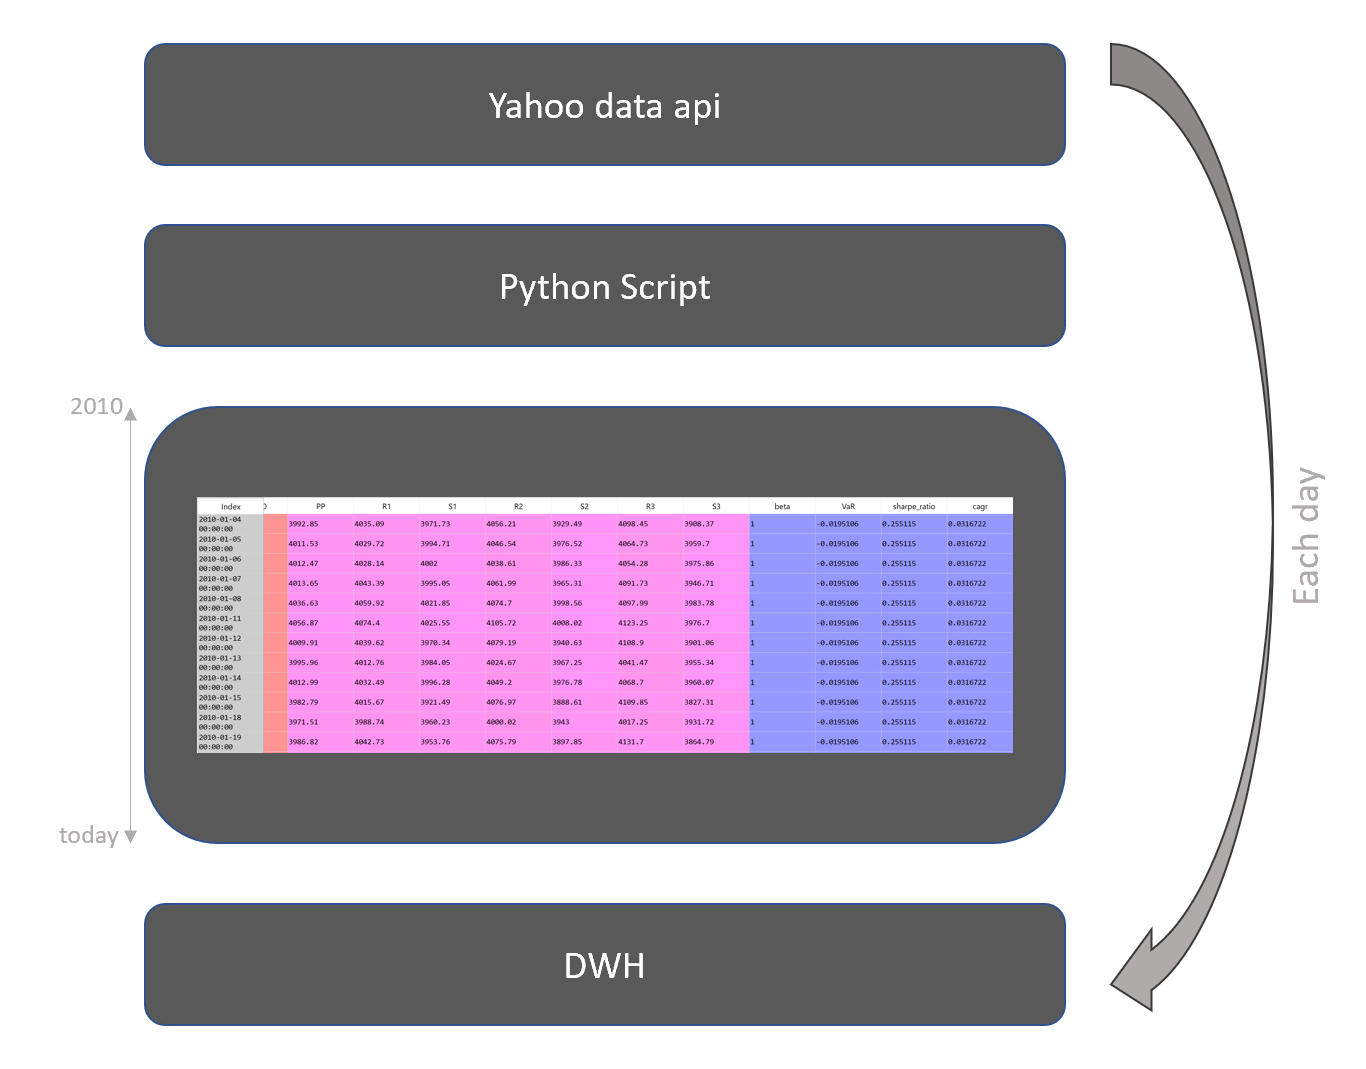 Yahoo data api
Python Script
2010
Index PP R1 S1 R2 S2 R3 S3 beta VaR sharpe_ratio cagr
2010-01-04
00:00:00 3992.85 4035.09 3971.73 4056.21 3929.49 4098.45 3908.37 1 -0.0195106 0.255115 0.0316722
2010-01-05
00:00:00 4011.53 4029.72 3994.71 4046.54 3976.52 4064.73 3959.7 1 -0.0195106 0.255115 0.0316722
2010-01-06
00:00:00 4012.47 4028.14 4002 4038.61 3986.33 4054.28 3975.86 1 -0.0195106 0.255115 0.0316722
2010-01-07
00:00:00 4013.65 4043.39 3995.05 4061.99 3965.31 4091.73 3946.71 1 -0.0195106 0.255115 0.0316722
2010-01-08
00:00:00 4036.63 4059.92 4021.85 4074.7 3998.56 4097.99 3983.78 1 -0.0195106 0.255115 0.0316722
2010-01-11
00:00:00 4056.87 4074.4 4025.55 4105.72 4008.02 4123.25 3976.7 1 -0.0195106 0.255115 0.0316722
2010-01-12
00:00:00 4009.91 4039.62 3970.34 4079.19 3940.63 4108.9 3901.06 1 -0.0195106 0.255115 0.0316722
2010-01-13
00:00:00 3995.96 4012.76 3984.05 4024.67 3967.25 4041.47 3955.34 1 -0.0195106 0.255115 0.0316722
2010-01-14
00:00:00 4012.99 4032.49 3996.28 4049.2 3976.78 4068.7 3960.07 1 -0.0195106 0.255115 0.0316722
2010-01-15
00:00:00 3982.79 4015.67 3921.49 4076.97 3888.61 4109.85 3827.31 1 -0.0195106 0.255115 0.0316722
2010-01-18
00:00:00 3971.51 3988.74 3960.23 4000.02 3943 4017.25 3931.72 1 -0.0195106 0.255115 0.0316722
2010-01-19
00:00:00 3986.82 4042.73 3953.76 4075.79 3897.85 4131.7 3864.79 1 -0.0195106 0.255115 0.0316722
today
DWH
Each day